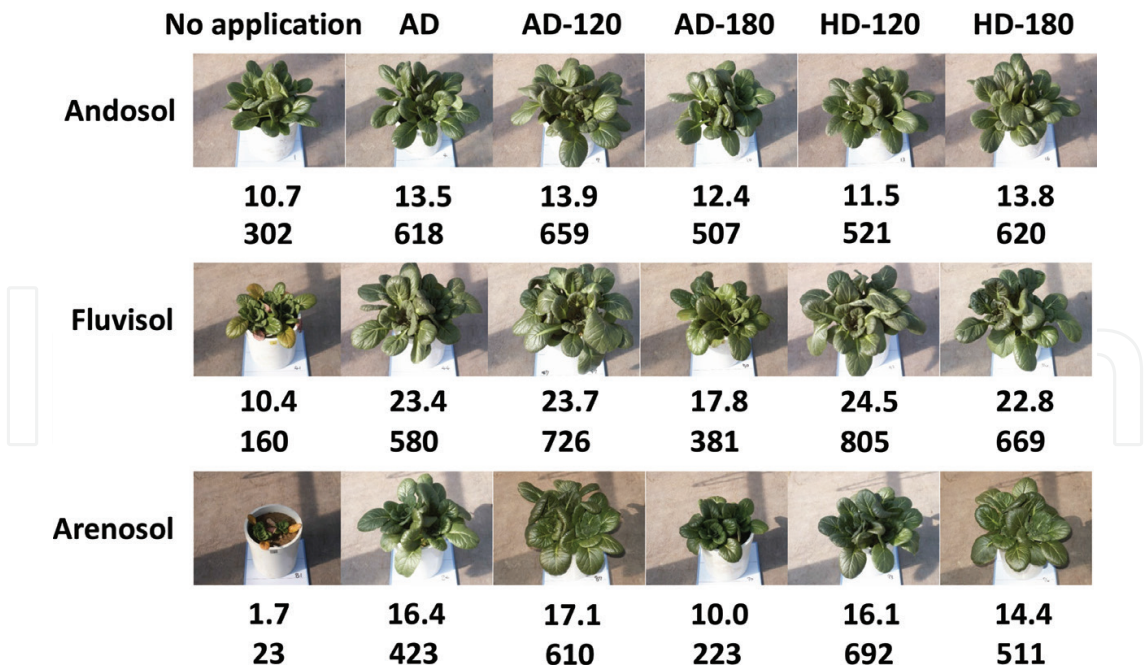 No application AD AD-120 AD-180 HD-120 HD-180
Andosol
10.7 13.5 13.9 12.4 11.5 13.8
302 618 659 507 521 620
Fluvisol
10.4 23.4 23.7 17.8 24.5 22.8
160 580 726 381 805 669
Arenosol
1.7 16.4 17.1 10.0 16.1 14.4
23 423 610 223 692 511